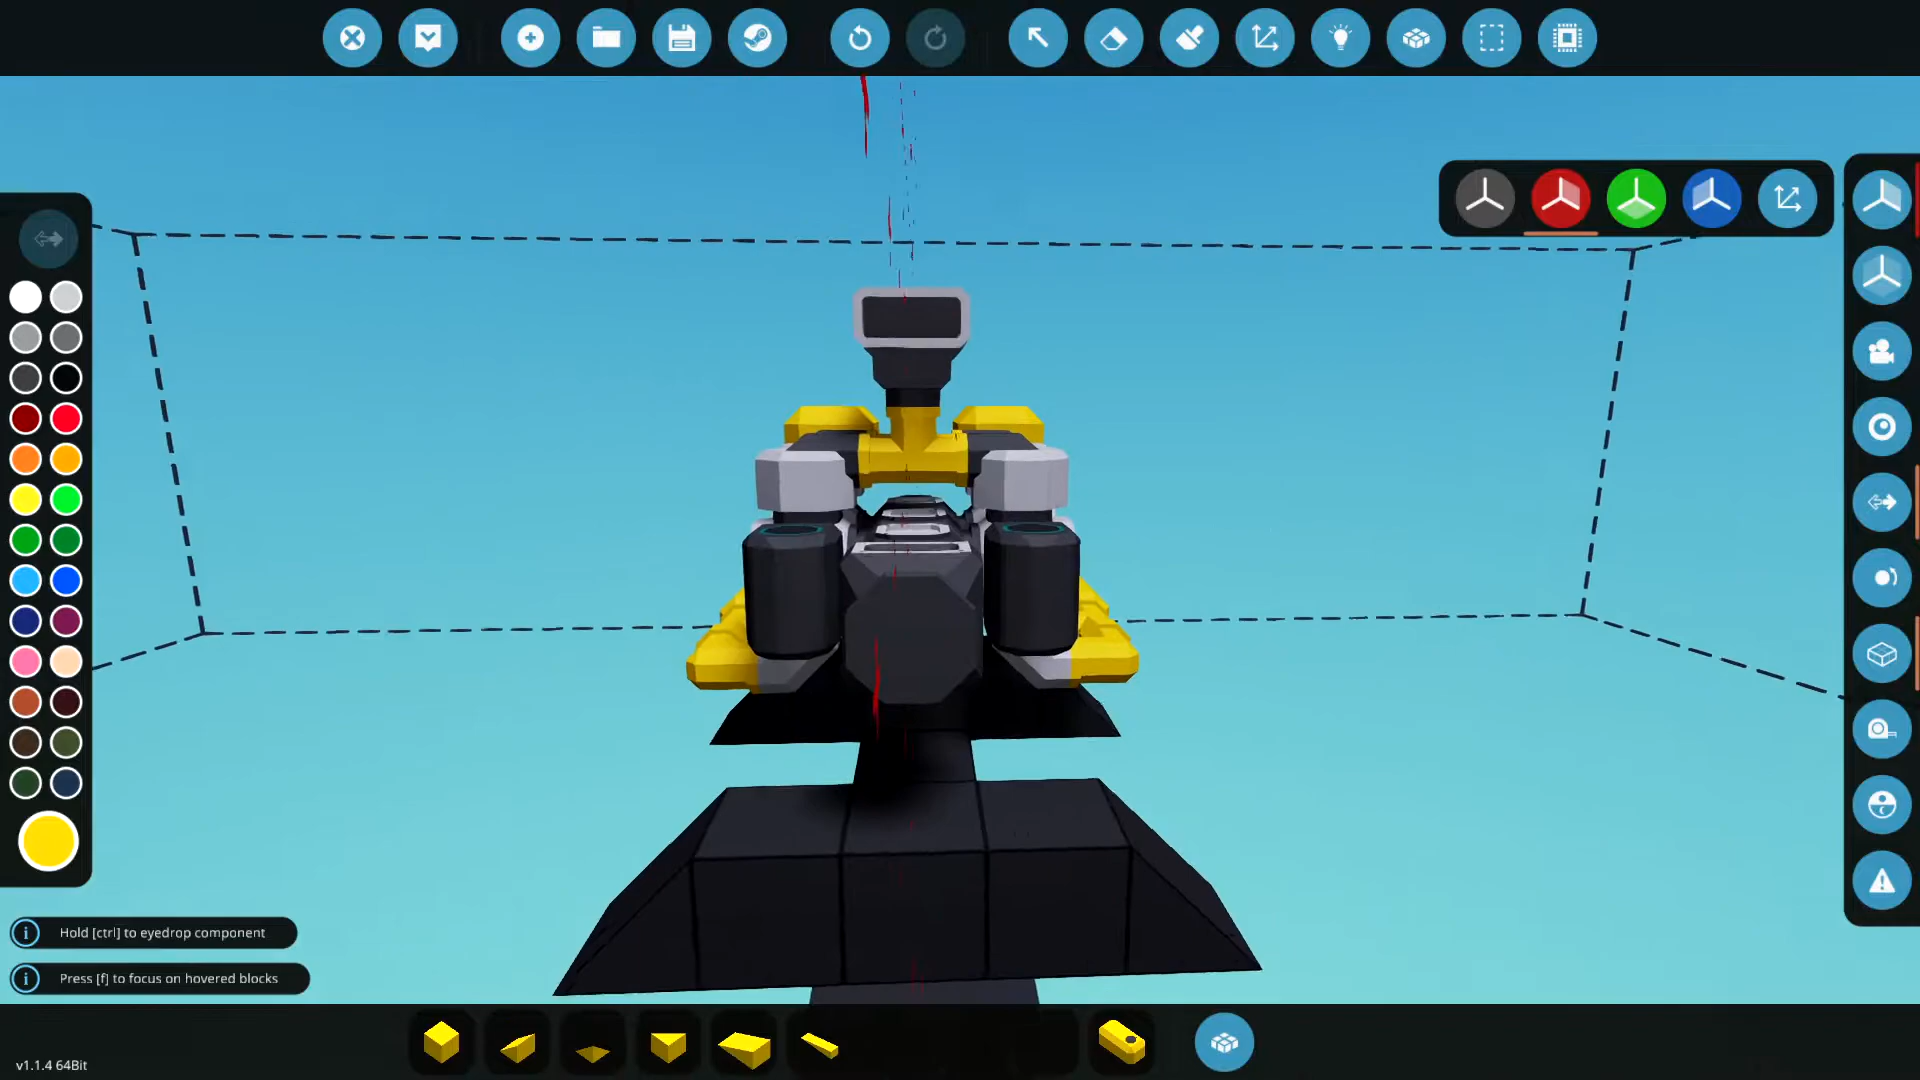 Hold [ctrl] to eyedrop component
Press [f] to focus on hovered blocks
v1.1.4 64Bit